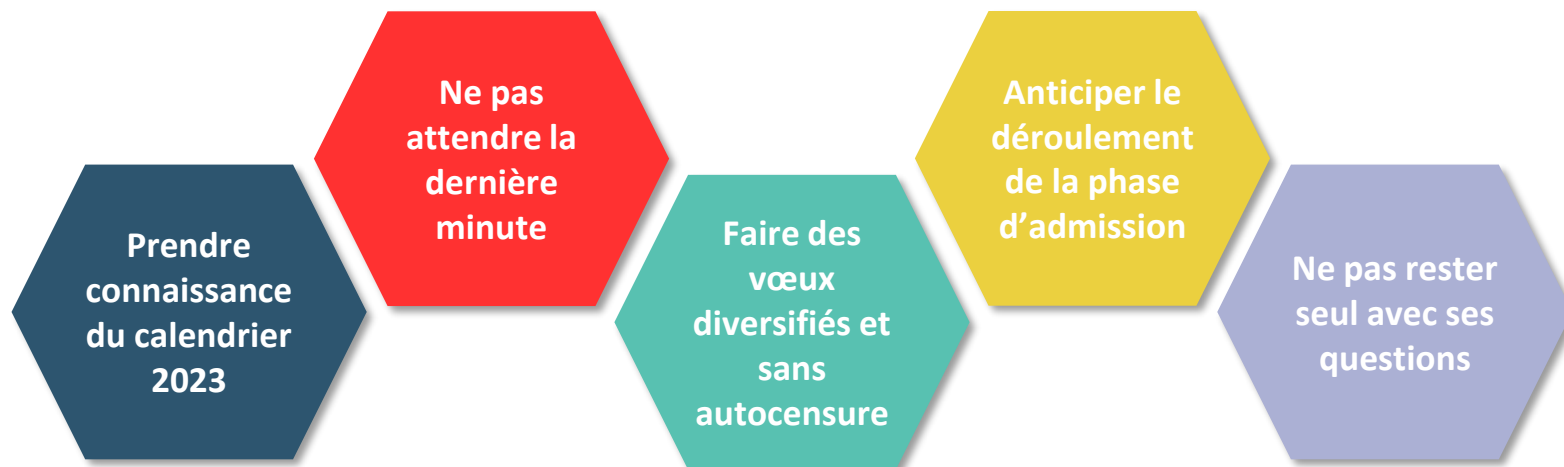 Prendre
connaissance
du calendrier
2023
Ne pas
attendre la
dernière
minute
Faire des
vœux
diversifiés et
sans
autocensure
Anticiper le
déroulement
de la phase
d’admission
Ne pas rester
seul avec ses
questions